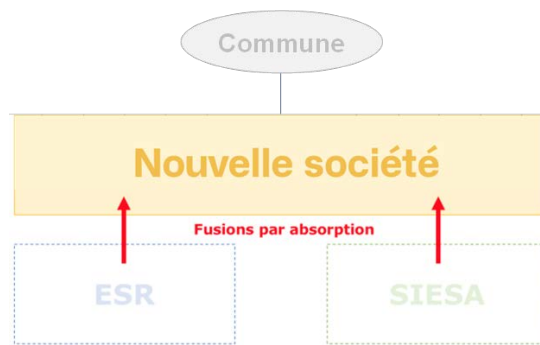 Commune
Nouvelle société
Fusions par absorption
ESR
SIESA